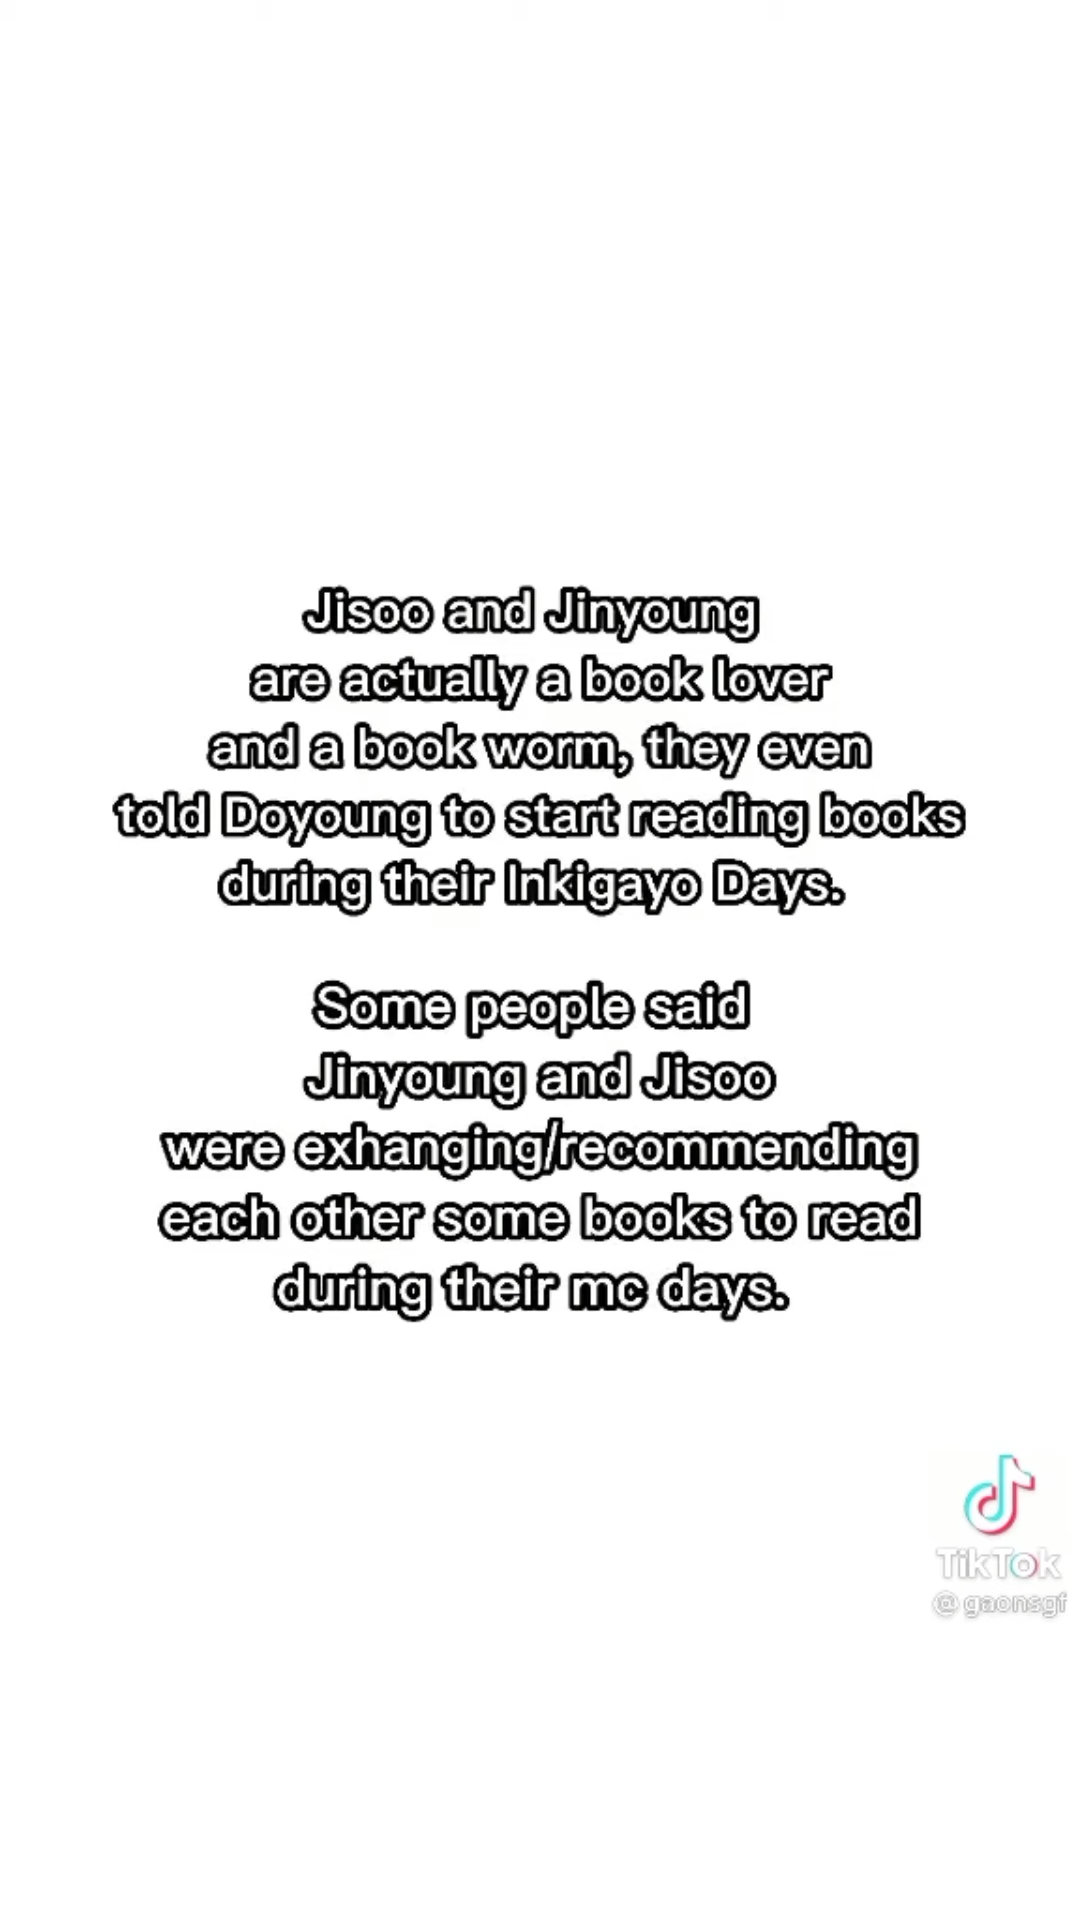 Jisoo and Jinyoung
are actually a book lover
and a book worm, they even
told Doyoung to start reading books
during their Inkigayo Days.
Some people said
Jinyoung and Jisoo
were exhanging/recommending
each other some books to read
during their mc days.
TikTok
@gaonsgf